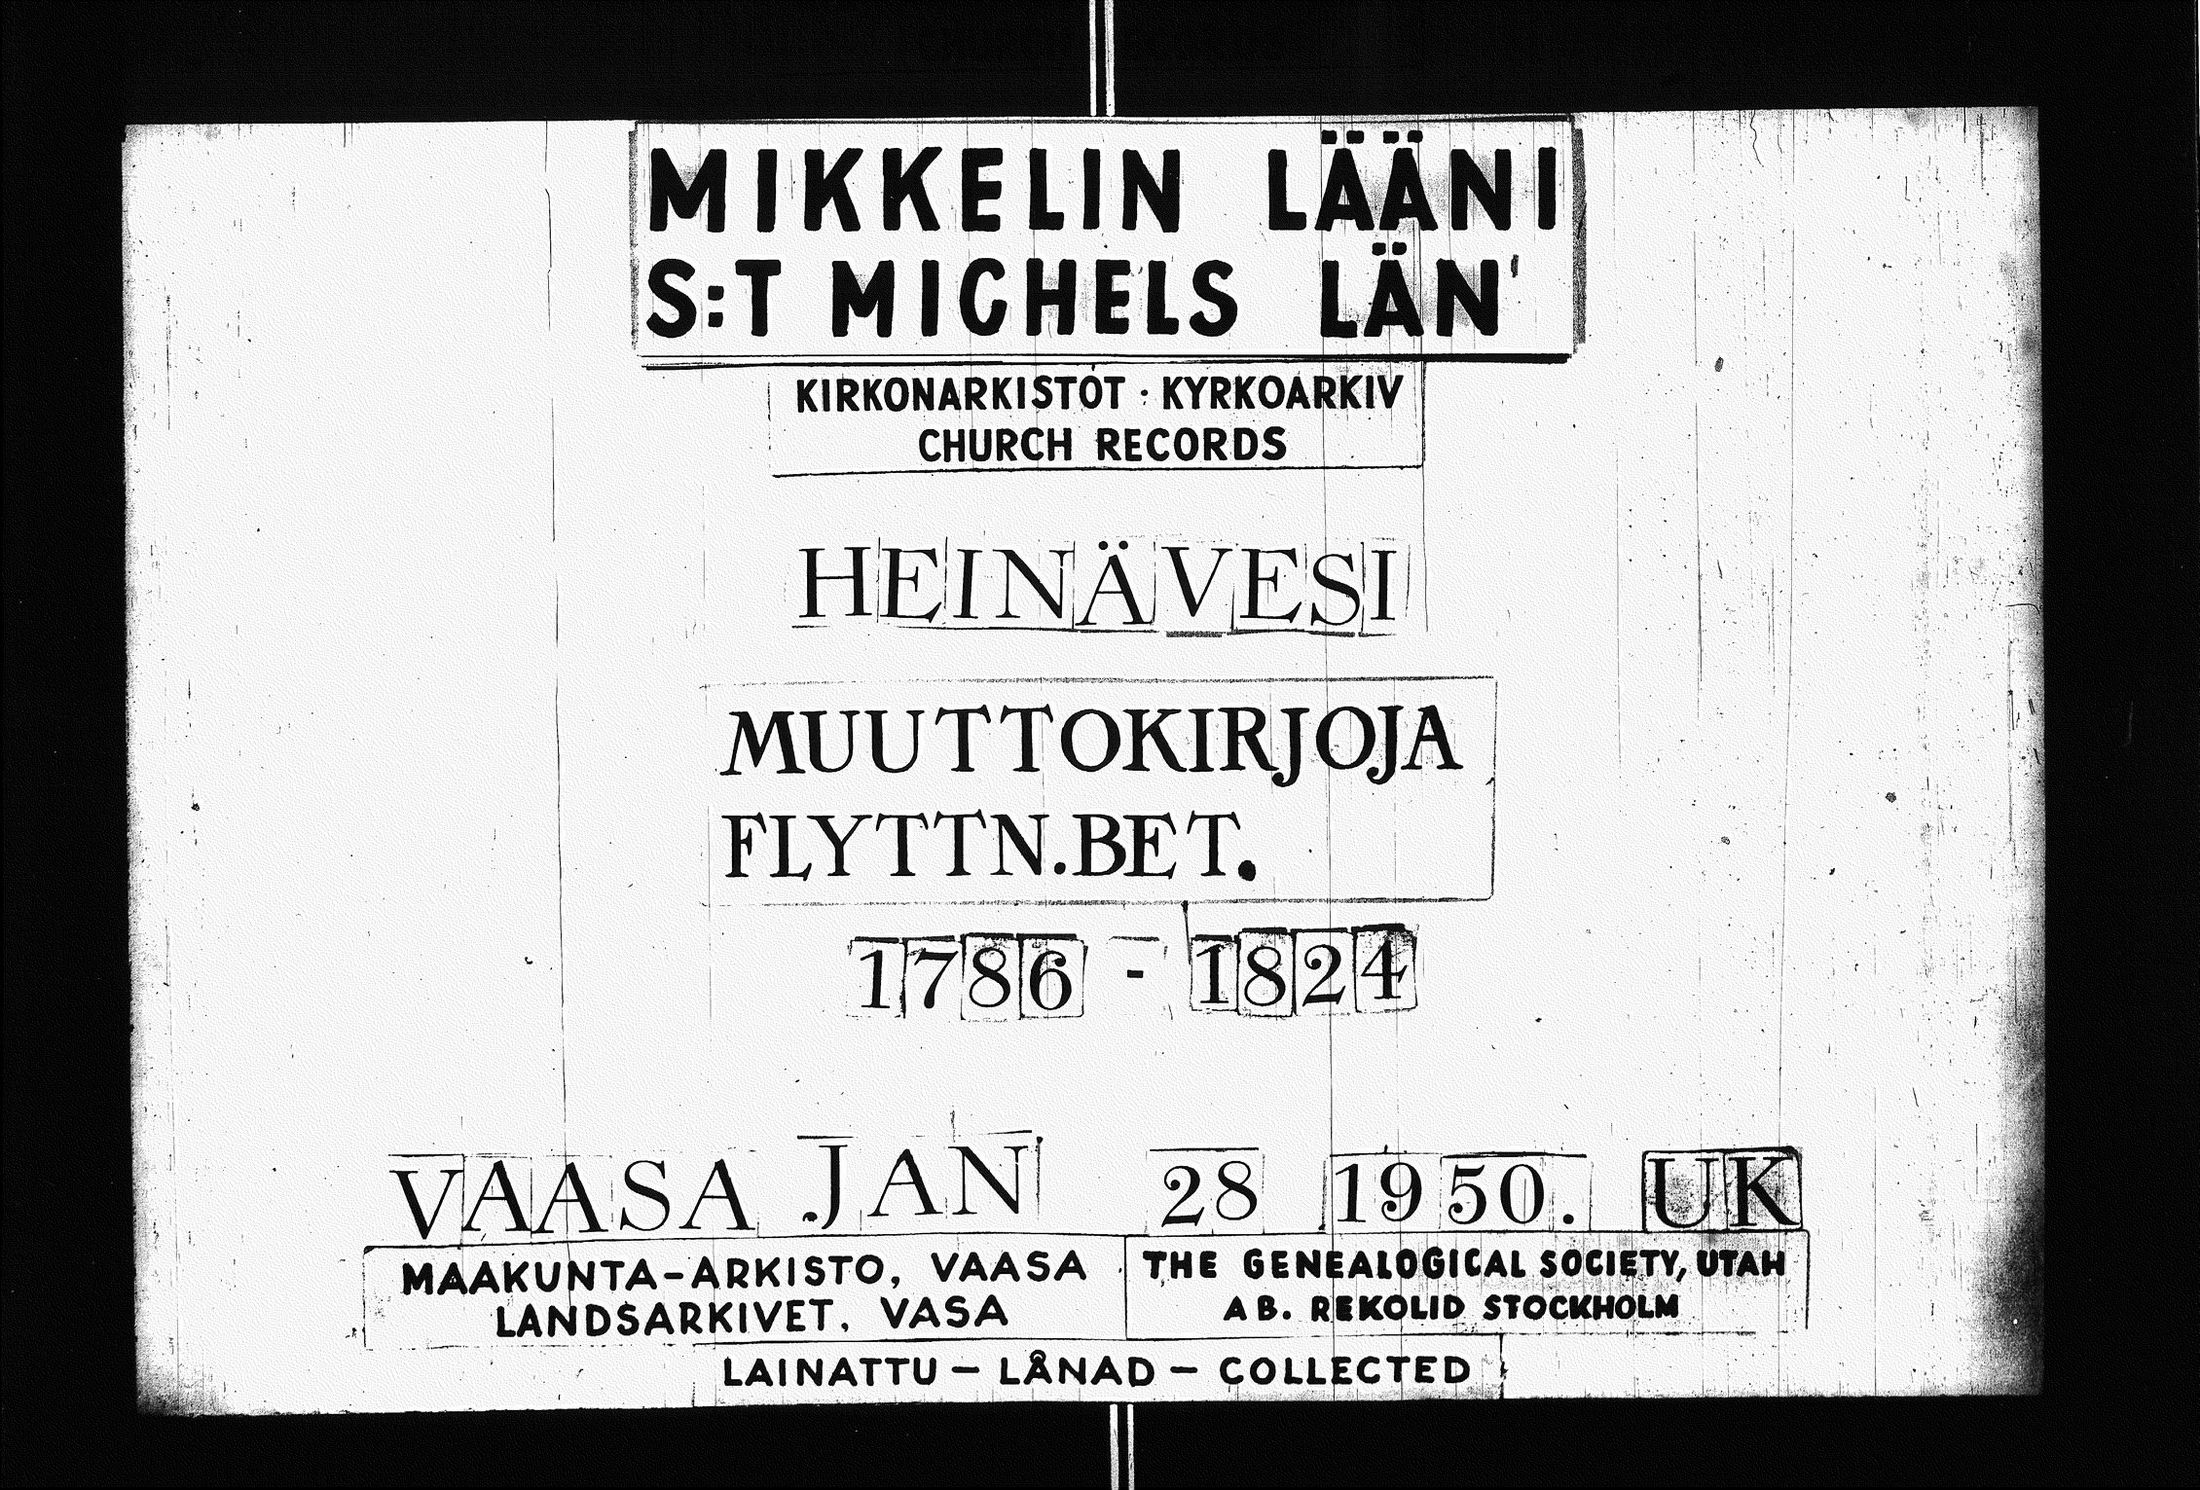 MIKKELIN LÄÄNI
S:T MICHELS LÄN
KIRKONARKISTOT · KYRKOARKIV
CHURCH RECORDS
HEINÄVESI
MUUTTOKIRJOJA
FLYTTN.BET.
1786 - 1824
VAASA JAN 28 1950. UK
MAAKUNTA-ARKISTO, VAASA
LANDSARKIVET, VASA
THE GENEALOGICAL SOCIETY, UTAH
AB. REKOLID STOCKHOLM
LAINATTU — LÅNAD — COLLECTED